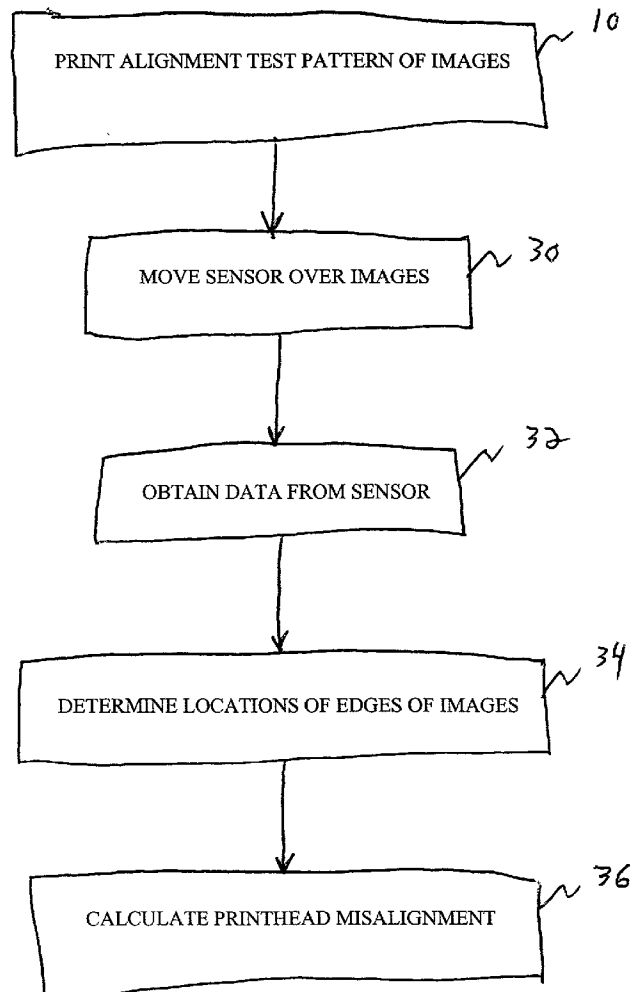 10
PRINT ALIGNMENT TEST PATTERN OF IMAGES
30
MOVE SENSOR OVER IMAGES
32
OBTAIN DATA FROM SENSOR
34
DETERMINE LOCATIONS OF EDGES OF IMAGES
36
CALCULATE PRINTHEAD MISALIGNMENT